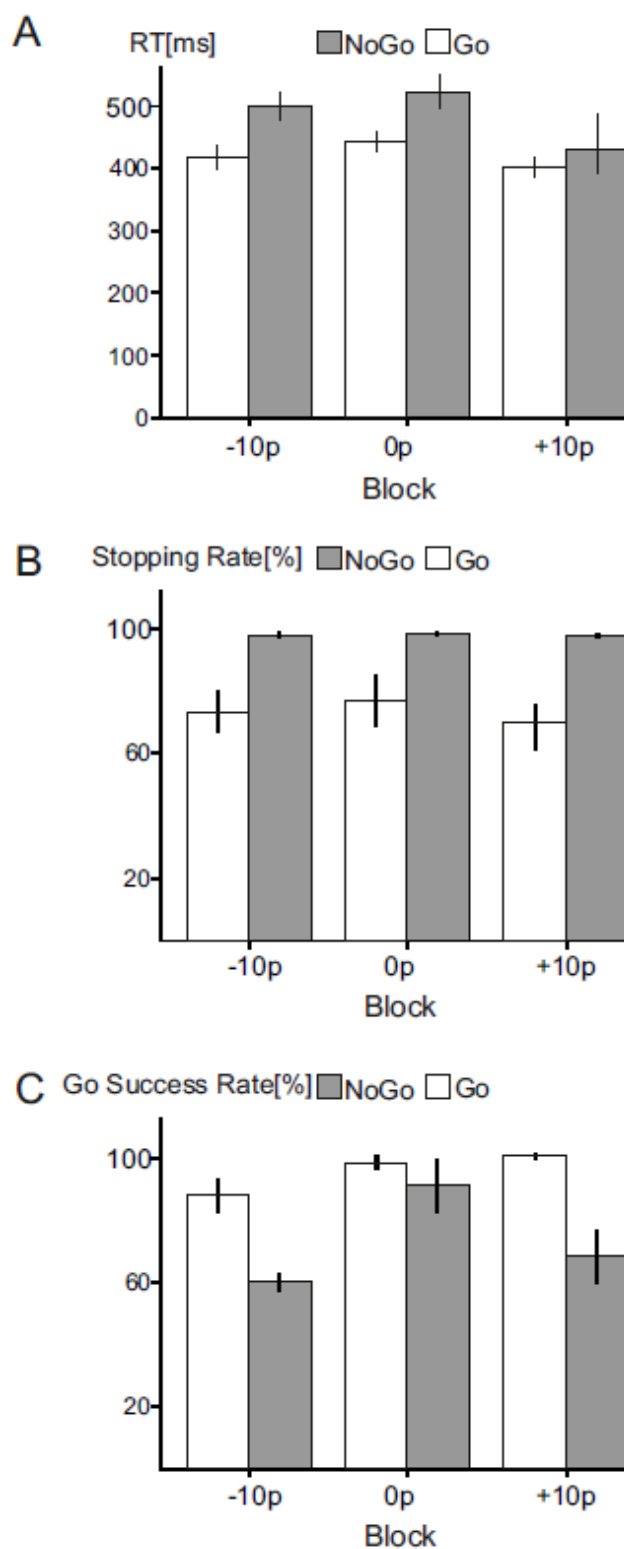 A
RT[ms] NoGo Go
500
400
300
200
100
0
-10p 0p +10p
Block
B
Stopping Rate[%] NoGo Go
100
60
20
-10p 0p +10p
Block
C
Go Success Rate[%] NoGo Go
100
60
20
-10p 0p +10p
Block